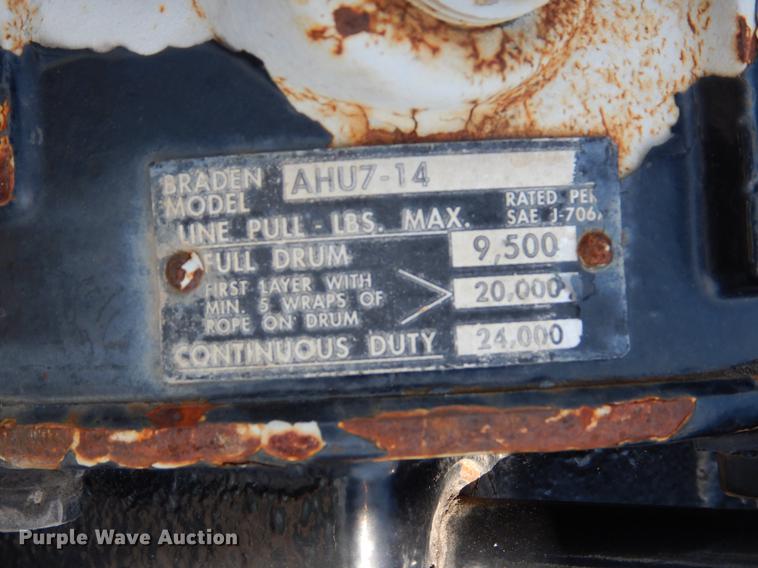 BRADEN MODEL AHU7-14
LINE PULL - LBS. MAX.
RATED PER
SAE J-706
FULL DRUM 9,500
FIRST LAYER WITH
MIN. 5 WRAPS OF
ROPE ON DRUM
20,000
CONTINUOUS DUTY 24,000
Purple Wave Auction®